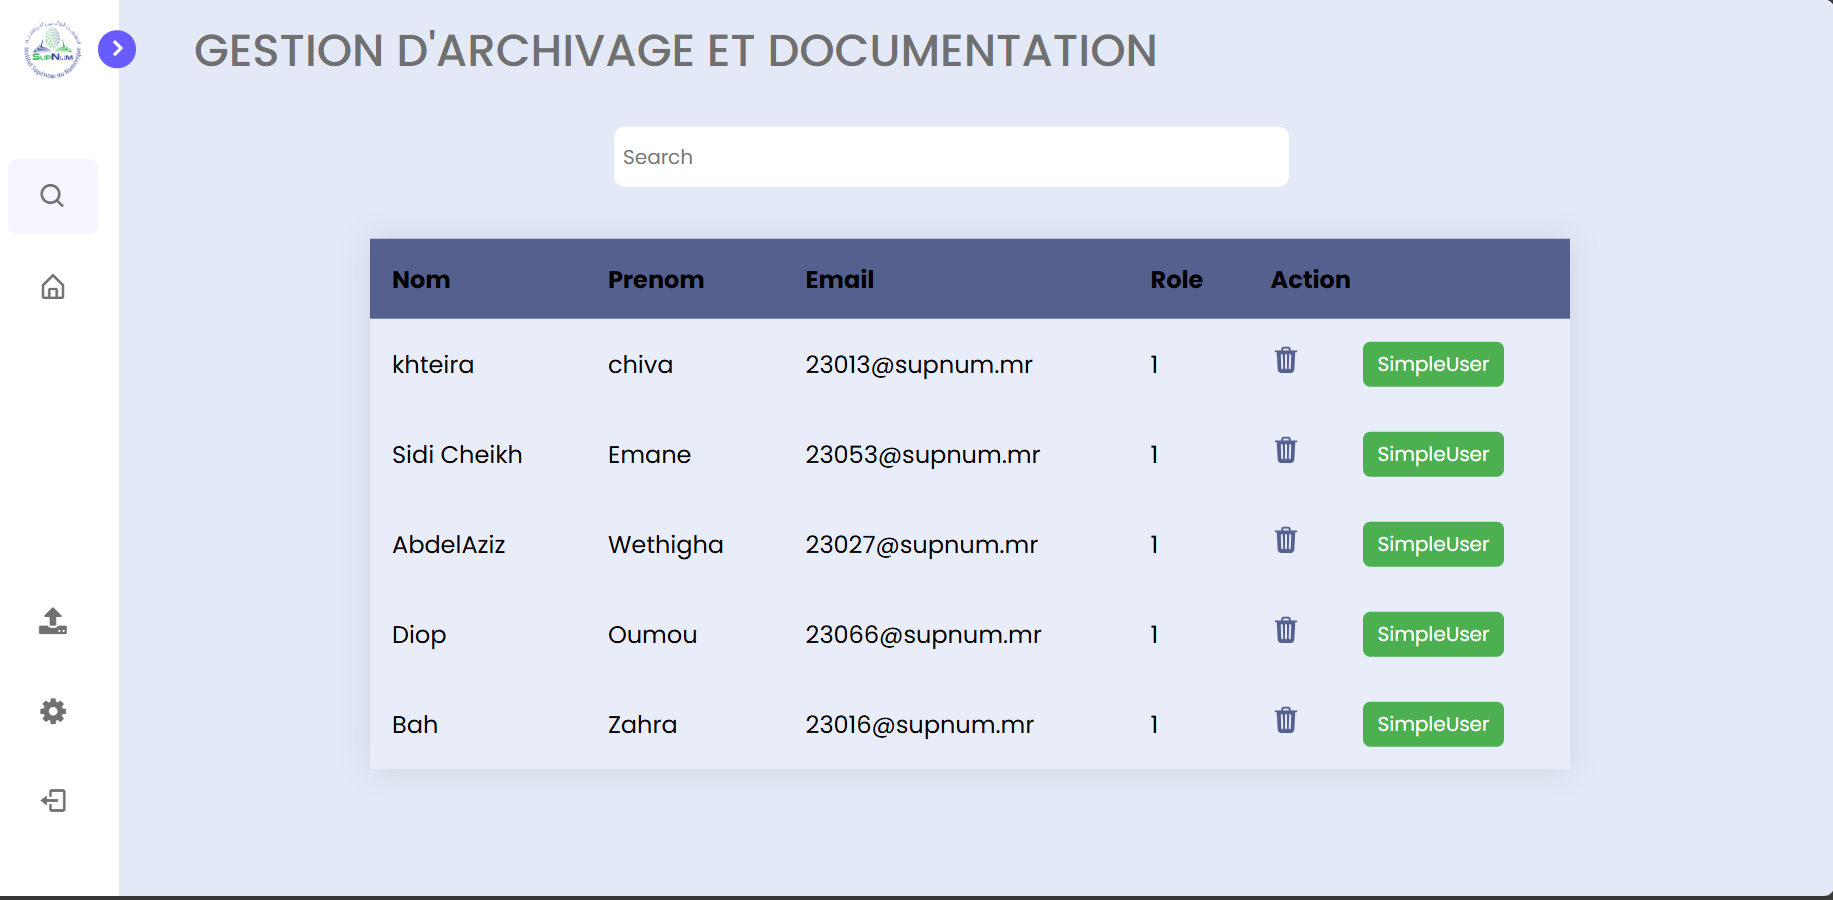 SupNum
GESTION D'ARCHIVAGE ET DOCUMENTATION
Search
Nom Prenom Email Role Action
khteira chiva 23013@supnum.mr 1 SimpleUser
Sidi Cheikh Emane 23053@supnum.mr 1 SimpleUser
AbdelAziz Wethigha 23027@supnum.mr 1 SimpleUser
Diop Oumou 23066@supnum.mr 1 SimpleUser
Bah Zahra 23016@supnum.mr 1 SimpleUser